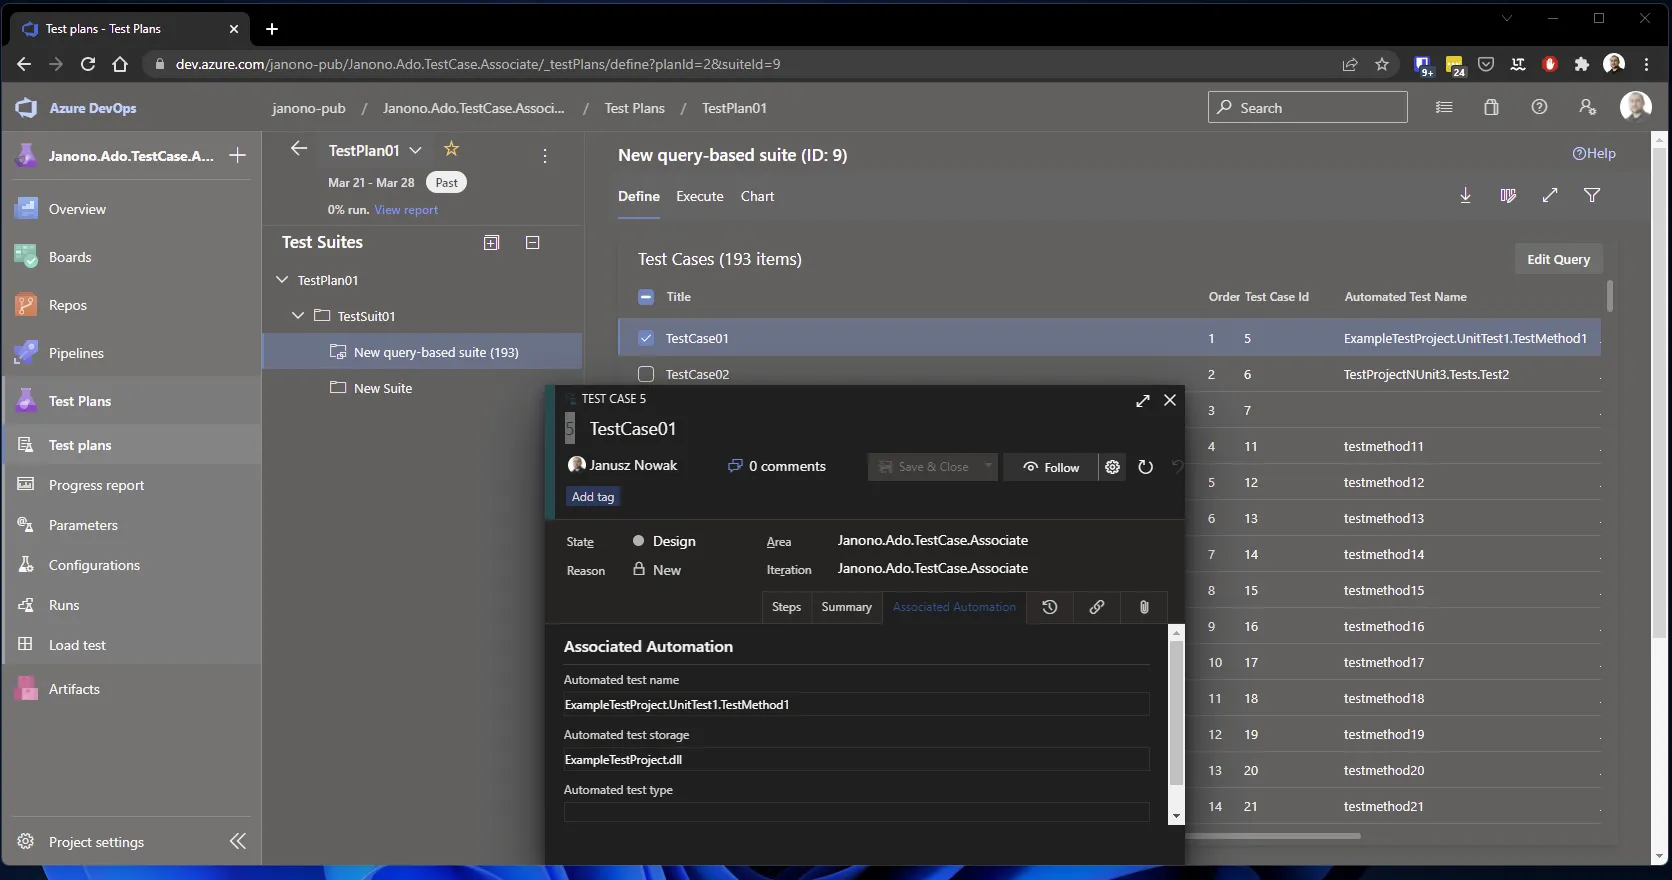 Test plans - Test Plans
dev.azure.com/janono-pub/Janono.Ado.TestCase.Associate/_testPlans/define?planId=2&suiteId=9
9+
24
Azure DevOps
janono-pub / Janono.Ado.TestCase.Associ... / Test Plans / TestPlan01
Search
Janono.Ado.TestCase.A...
Overview
Boards
Repos
Pipelines
Test Plans
Test plans
Progress report
Parameters
Configurations
Runs
Load test
Artifacts
Project settings
TestPlan01
Mar 21 - Mar 28 Past
0% run. View report
Test Suites
TestPlan01
TestSuit01
New query-based suite (193)
New Suite
New query-based suite (ID: 9)
Help
Define Execute Chart
Test Cases (193 items)
Edit Query
Title Order Test Case Id Automated Test Name
TestCase01 1 5 ExampleTestProject.UnitTest1.TestMethod1
TestCase02 2 6 TestProjectNUnit3.Tests.Test2
3 7
4 11 testmethod11
5 12 testmethod12
6 13 testmethod13
7 14 testmethod14
8 15 testmethod15
9 16 testmethod16
10 17 testmethod17
11 18 testmethod18
12 19 testmethod19
13 20 testmethod20
14 21 testmethod21
TEST CASE 5
5 TestCase01
Janusz Nowak 0 comments Save & Close Follow
Add tag
State Design Area Janono.Ado.TestCase.Associate
Reason New Iteration Janono.Ado.TestCase.Associate
Steps Summary Associated Automation
Associated Automation
Automated test name
ExampleTestProject.UnitTest1.TestMethod1
Automated test storage
ExampleTestProject.dll
Automated test type